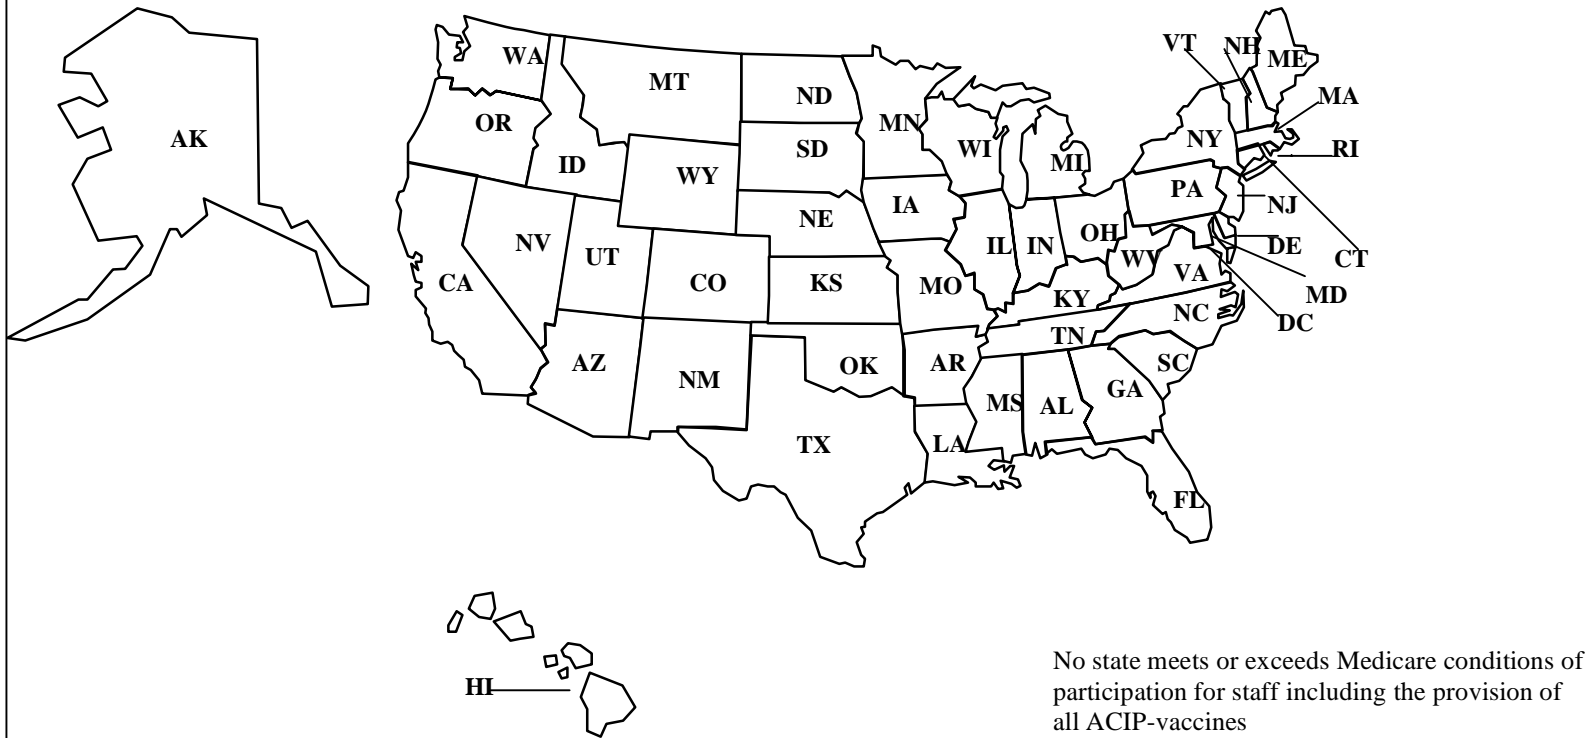 VT
NH
ME
WA
MT
ND
MA
MN
OR
NY
AK
SD
WI
RI
ID
MI
WY
PA
IA
NJ
NE
OH
NV
IL
IN
DE
UT
WV
CT
VA
CA
CO
KS
MO
KY
MD
NC
DC
TN
AZ
OK
AR
SC
NM
GA
MS
AL
TX
LA
FL
HI
No state meets or exceeds Medicare conditions of
participation for staff including the provision of
all ACIP-vaccines